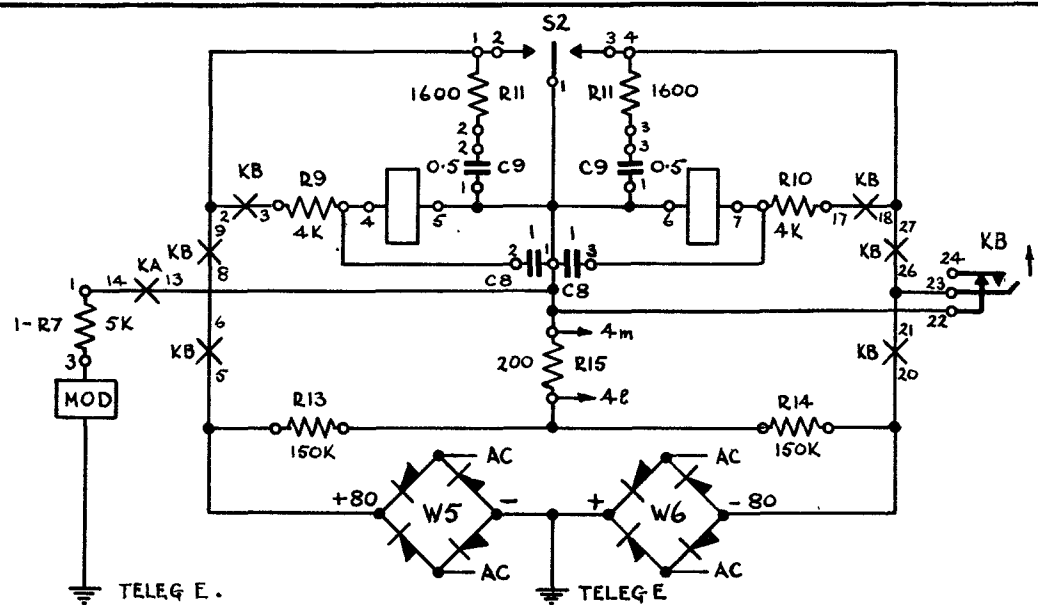 S2
1 2 3 4
1
1600 R11 R11 1600
2 3
2 3
0.5 C9 C9 0.5
1 1
KB R9 R10 KB
2 3 4 5 6 7 17 18
4K 4K
9 27
KB KB KB
8 26
1 1
2 1 3
C8 C8
24
23
22
KA
1 14 13
1-R7 5K
3
MOD
6 21
KB KB
5 20
4m
200 R15
4l
R13 R14
150K 150K
AC AC
+80 W5 - + W6 -80
AC AC
TELEG E. TELEG E